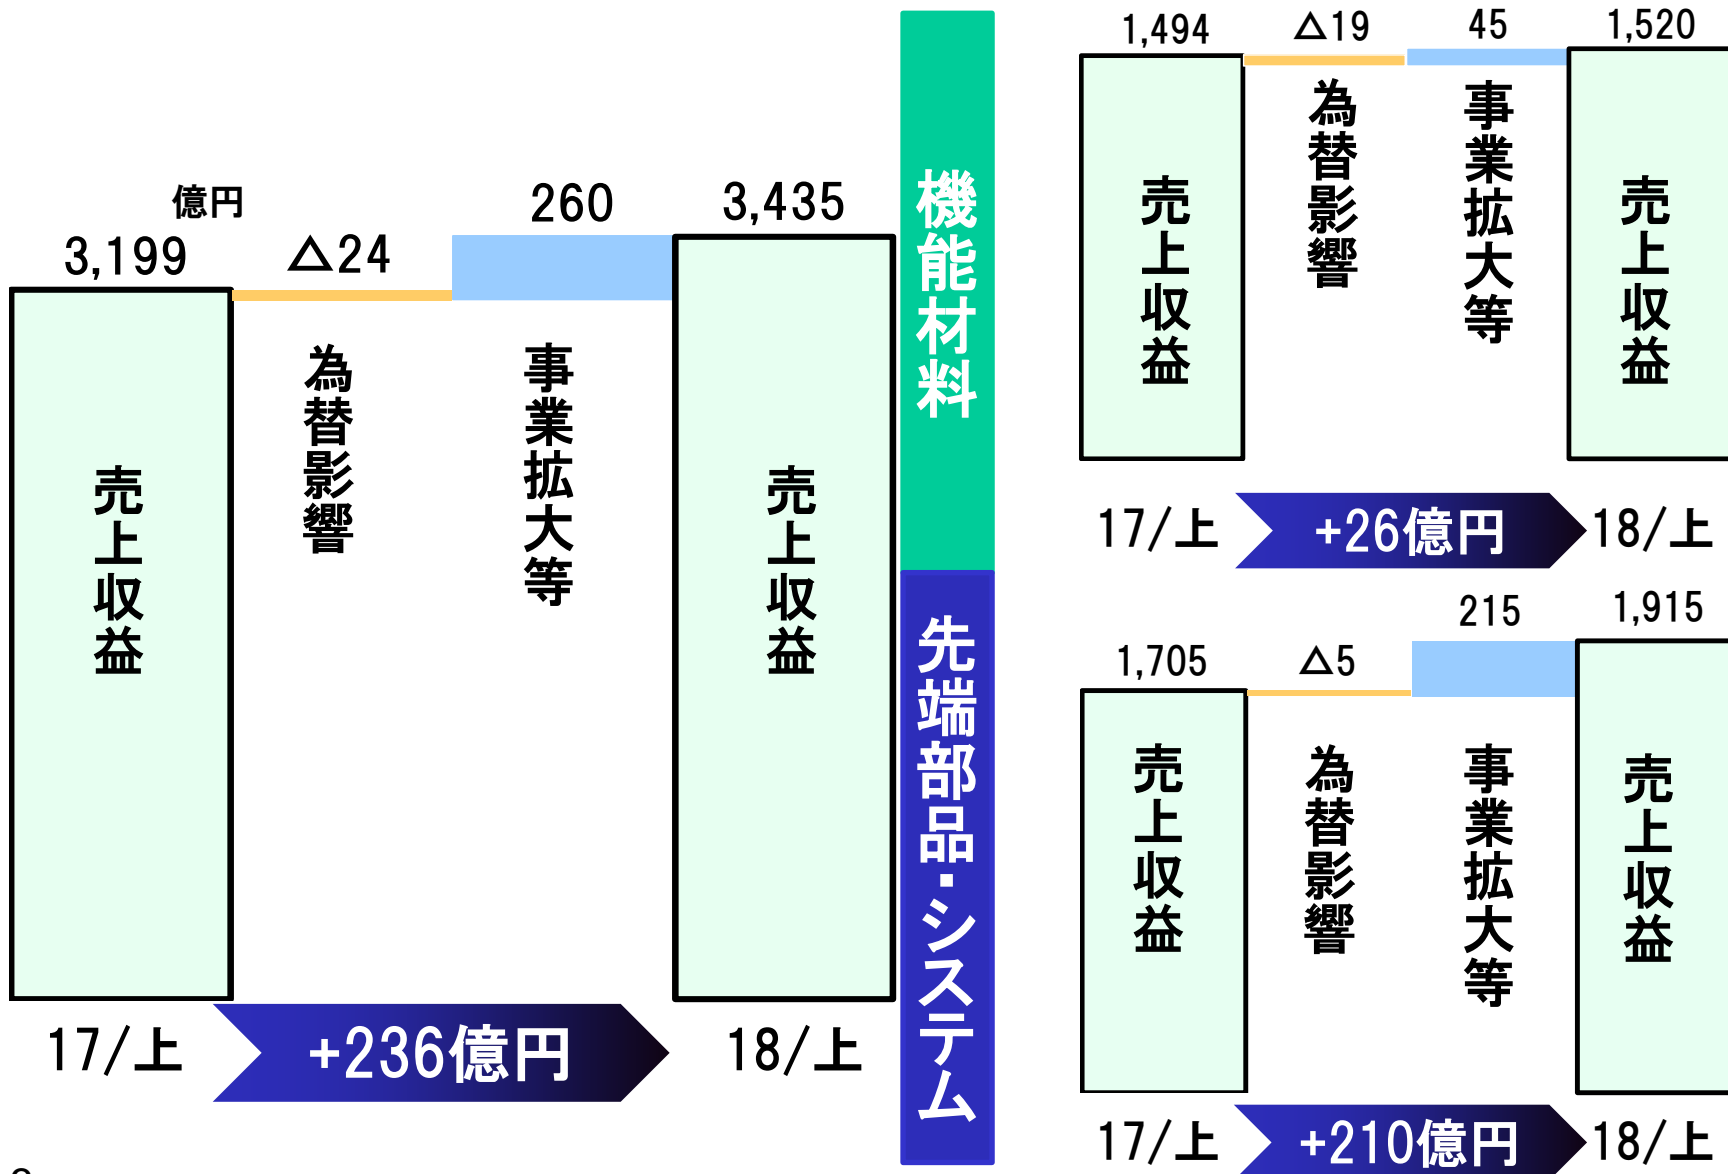 億円
3,199
△24
260
3,435
売上収益
為替影響
事業拡大等
売上収益
17/上
+236億円
18/上
機能材料
1,494
△19
45
1,520
売上収益
為替影響
事業拡大等
売上収益
17/上
+26億円
18/上
先端部品・システム
1,705
△5
215
1,915
売上収益
為替影響
事業拡大等
売上収益
17/上
+210億円
18/上